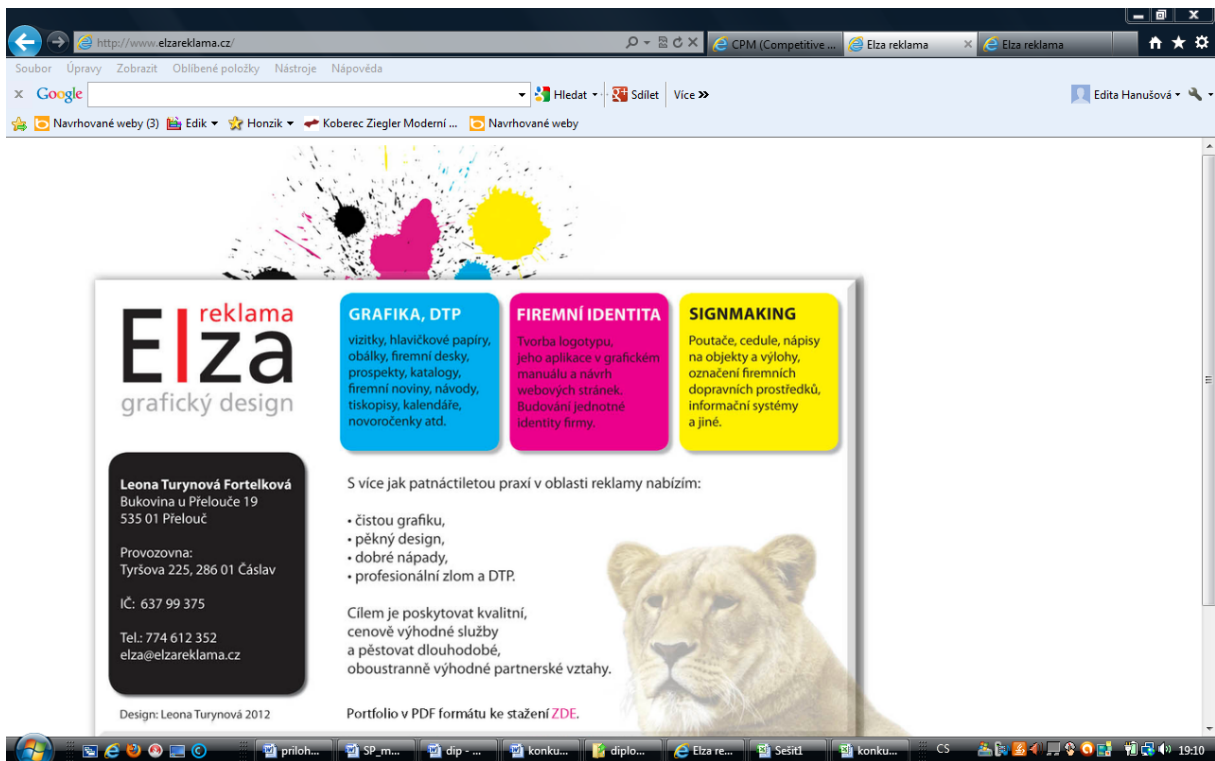 http://www.elzareklama.cz/
CPM (Competitive ...
Elza reklama
Elza reklama
Soubor Úpravy Zobrazit Oblíbené položky Nástroje Nápověda
Google
Hledat
Sdílet
Více
Edita Hanušová
Navrhované weby (3)
Edik
Honzik
Koberec Ziegler Moderní ...
Navrhované weby
Elza
reklama
grafický design
GRAFIKA, DTP
vizitky, hlavičkové papíry,
obálky, firemní desky,
prospekty, katalogy,
firemní noviny, návody,
tiskopisy, kalendáře,
novoročenky atd.
FIREMNÍ IDENTITA
Tvorba logotypu,
jeho aplikace v grafickém
manuálu a návrh
webových stránek.
Budování jednotné
identity firmy.
SIGNMAKING
Poutače, cedule, nápisy
na objekty a výlohy,
označení firemních
dopravních prostředků,
informační systémy
a jiné.
Leona Turynová Fortelková
Bukovina u Přelouče 19
535 01 Přelouč
Provozovna:
Tyršova 225, 286 01 Čáslav
IČ: 637 99 375
Tel.: 774 612 352
elza@elzareklama.cz
Design: Leona Turynová 2012
S více jak patnáctiletou praxí v oblasti reklamy nabízím:
• čistou grafiku,
• pěkný design,
• dobré nápady,
• profesionální zlom a DTP.
Cílem je poskytovat kvalitní,
cenově výhodné služby
a pěstovat dlouhodobé,
oboustranně výhodné partnerské vztahy.
Portfolio v PDF formátu ke stažení ZDE.
priloh...
SP_m...
dip - ...
konku...
diplo...
Elza re...
Sešit1
konku...
CS
19:10